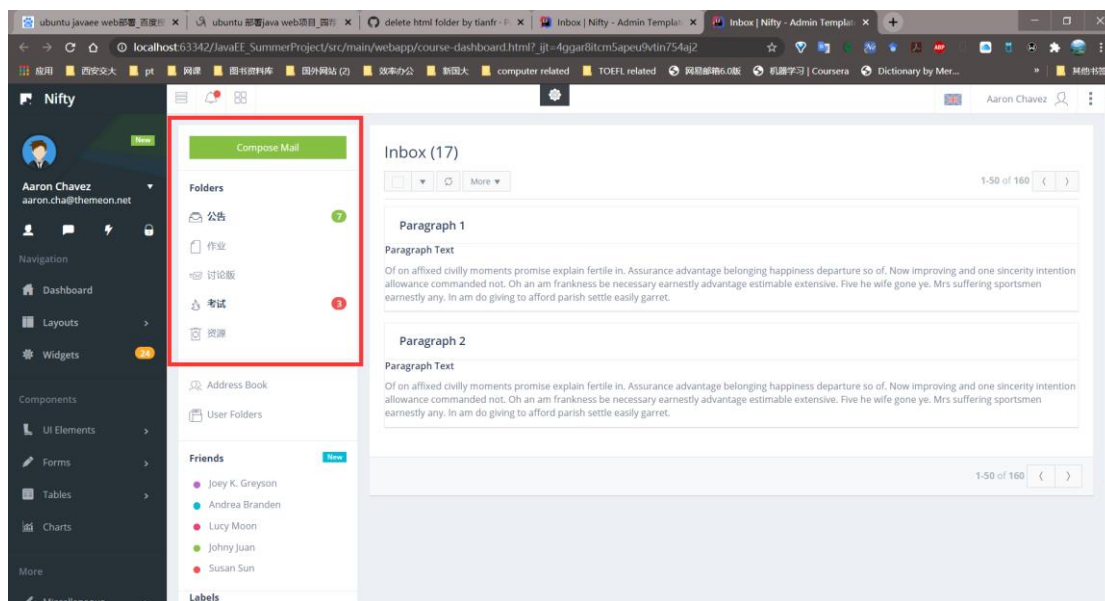 ubuntu javaee web部署_百度搜
ubuntu 部署java web项目_园荐
delete html folder by tianfr · P
Inbox | Nifty - Admin Templat
Inbox | Nifty - Admin Templat
localhost:63342/JavaEE_SummerProject/src/main/webapp/course-dashboard.html?_ijt=4ggar8itcm5apeu9vtin754aj2
应用 西安交大 pt 网课 图书资料库 国外网站 (2) 效率办公 新国大 computer related TOEFL related 网易邮箱6.0版 机器学习 | Coursera Dictionary by Mer... » 其他书签
Nifty
Aaron Chavez
New
Aaron Chavez
aaron.cha@themeon.net
Navigation
Dashboard
Layouts
Widgets 24
Components
UI Elements
Forms
Tables
Charts
More
Miscellaneous
Compose Mail
Folders
公告 7
作业
讨论版
考试 3
资源
Address Book
User Folders
Friends New
Joey K. Greyson
Andrea Branden
Lucy Moon
Johny Juan
Susan Sun
Labels
Inbox (17)
More
1-50 of 160
Paragraph 1
Paragraph Text
Of on affixed civilly moments promise explain fertile in. Assurance advantage belonging happiness departure so of. Now improving and one sincerity intention
allowance commanded not. Oh an am frankness be necessary earnestly advantage estimable extensive. Five he wife gone ye. Mrs suffering sportsmen
earnestly any. In am do giving to afford parish settle easily garret.
Paragraph 2
Paragraph Text
Of on affixed civilly moments promise explain fertile in. Assurance advantage belonging happiness departure so of. Now improving and one sincerity intention
allowance commanded not. Oh an am frankness be necessary earnestly advantage estimable extensive. Five he wife gone ye. Mrs suffering sportsmen
earnestly any. In am do giving to afford parish settle easily garret.
1-50 of 160